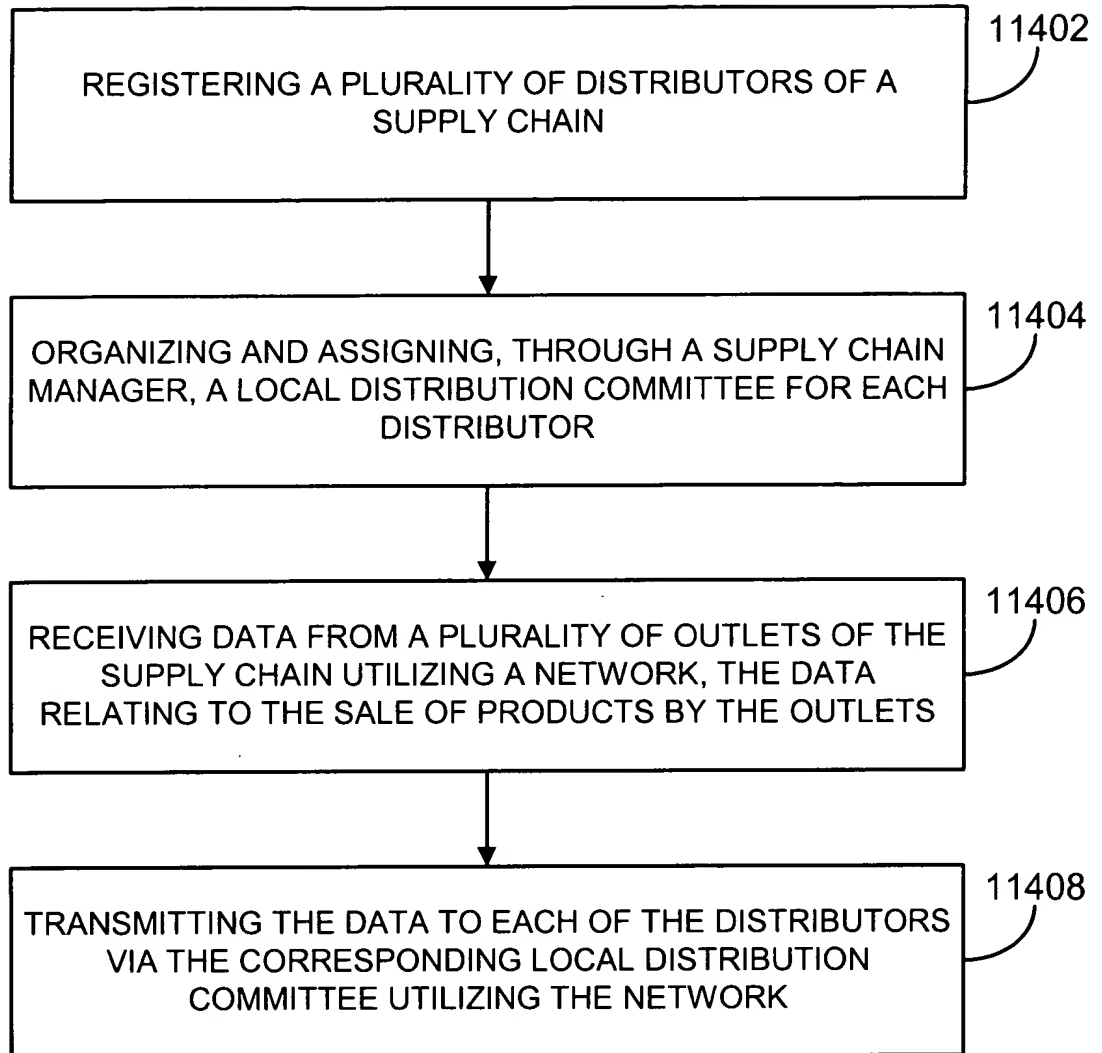 11402
REGISTERING A PLURALITY OF DISTRIBUTORS OF A
SUPPLY CHAIN
11404
ORGANIZING AND ASSIGNING, THROUGH A SUPPLY CHAIN
MANAGER, A LOCAL DISTRIBUTION COMMITTEE FOR EACH
DISTRIBUTOR
11406
RECEIVING DATA FROM A PLURALITY OF OUTLETS OF THE
SUPPLY CHAIN UTILIZING A NETWORK, THE DATA
RELATING TO THE SALE OF PRODUCTS BY THE OUTLETS
11408
TRANSMITTING THE DATA TO EACH OF THE DISTRIBUTORS
VIA THE CORRESPONDING LOCAL DISTRIBUTION
COMMITTEE UTILIZING THE NETWORK